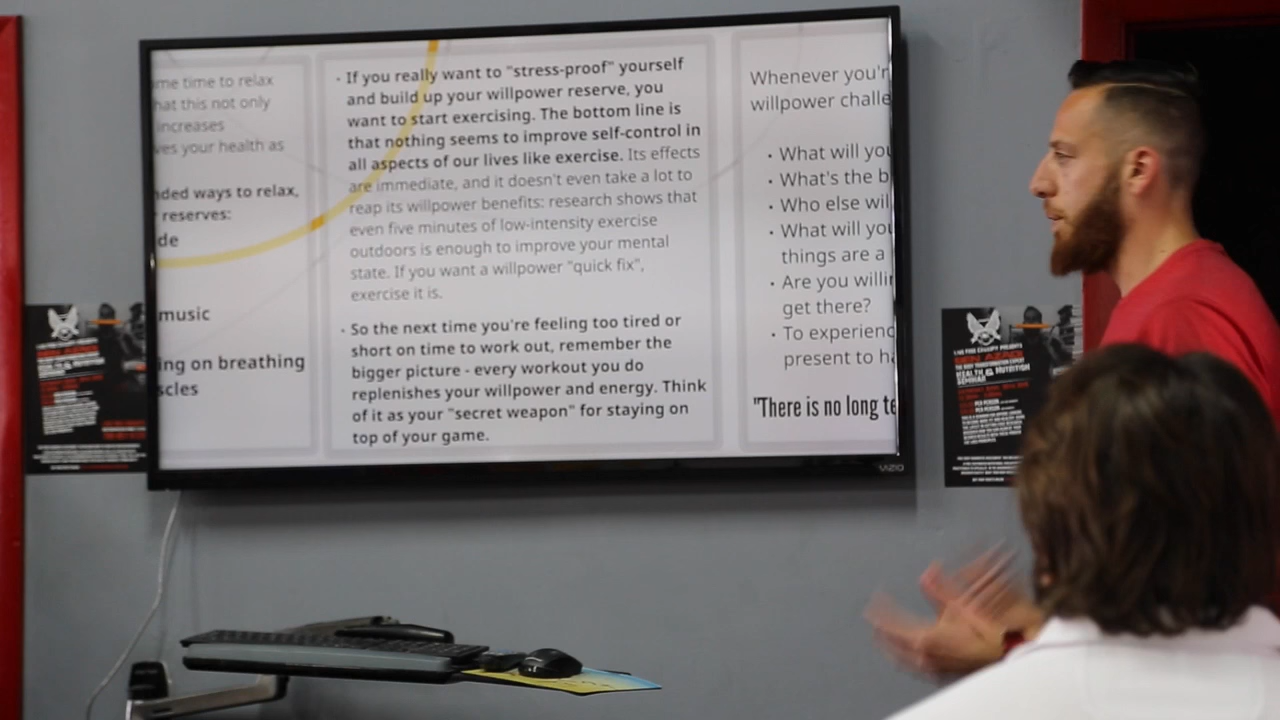 me time to relax
hat this not only
increases
ves your health as
nded ways to relax,
reserves:
de
music
ing on breathing
scles
· If you really want to "stress-proof" yourself
and build up your willpower reserve, you
want to start exercising. The bottom line is
that nothing seems to improve self-control in
all aspects of our lives like exercise. Its effects
are immediate, and it doesn't even take a lot to
reap its willpower benefits: research shows that
even five minutes of low-intensity exercise
outdoors is enough to improve your mental
state. If you want a willpower "quick fix",
exercise it is.
· So the next time you're feeling too tired or
short on time to work out, remember the
bigger picture - every workout you do
replenishes your willpower and energy. Think
of it as your "secret weapon" for staying on
top of your game.
Whenever you'r
willpower challe
· What will you
· What's the b
· Who else wil
· What will you
things are a
· Are you willin
get there?
· To experienc
present to ha
"There is no long te
VIZIO
HEALTH & NUTRITION
SEMINAR